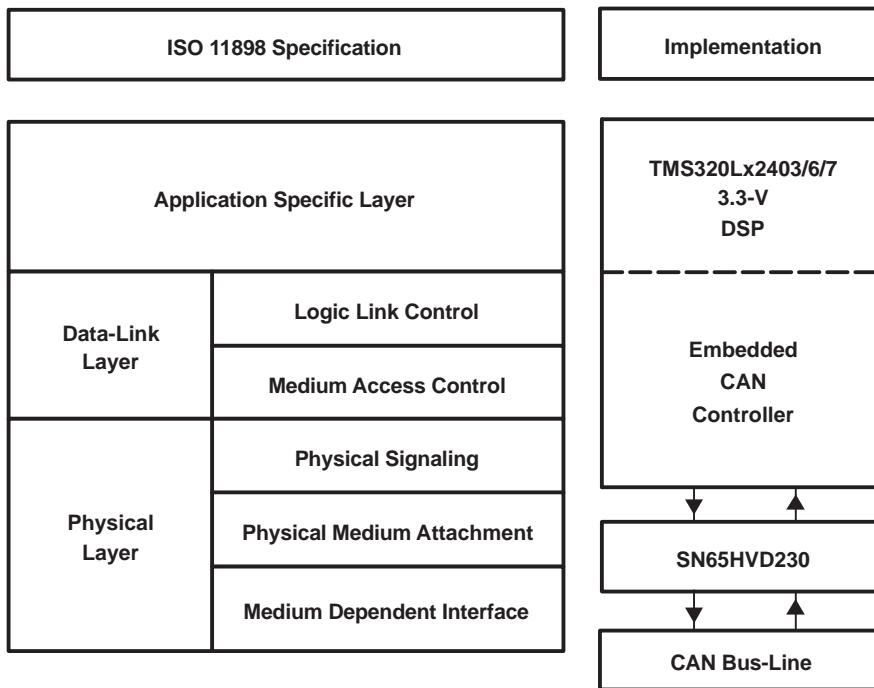 ISO 11898 Specification
Implementation
Application Specific Layer
TMS320Lx2403/6/7
3.3-V
DSP
Data-Link
Layer
Logic Link Control
Medium Access Control
Embedded
CAN
Controller
Physical
Layer
Physical Signaling
Physical Medium Attachment
Medium Dependent Interface
SN65HVD230
CAN Bus-Line